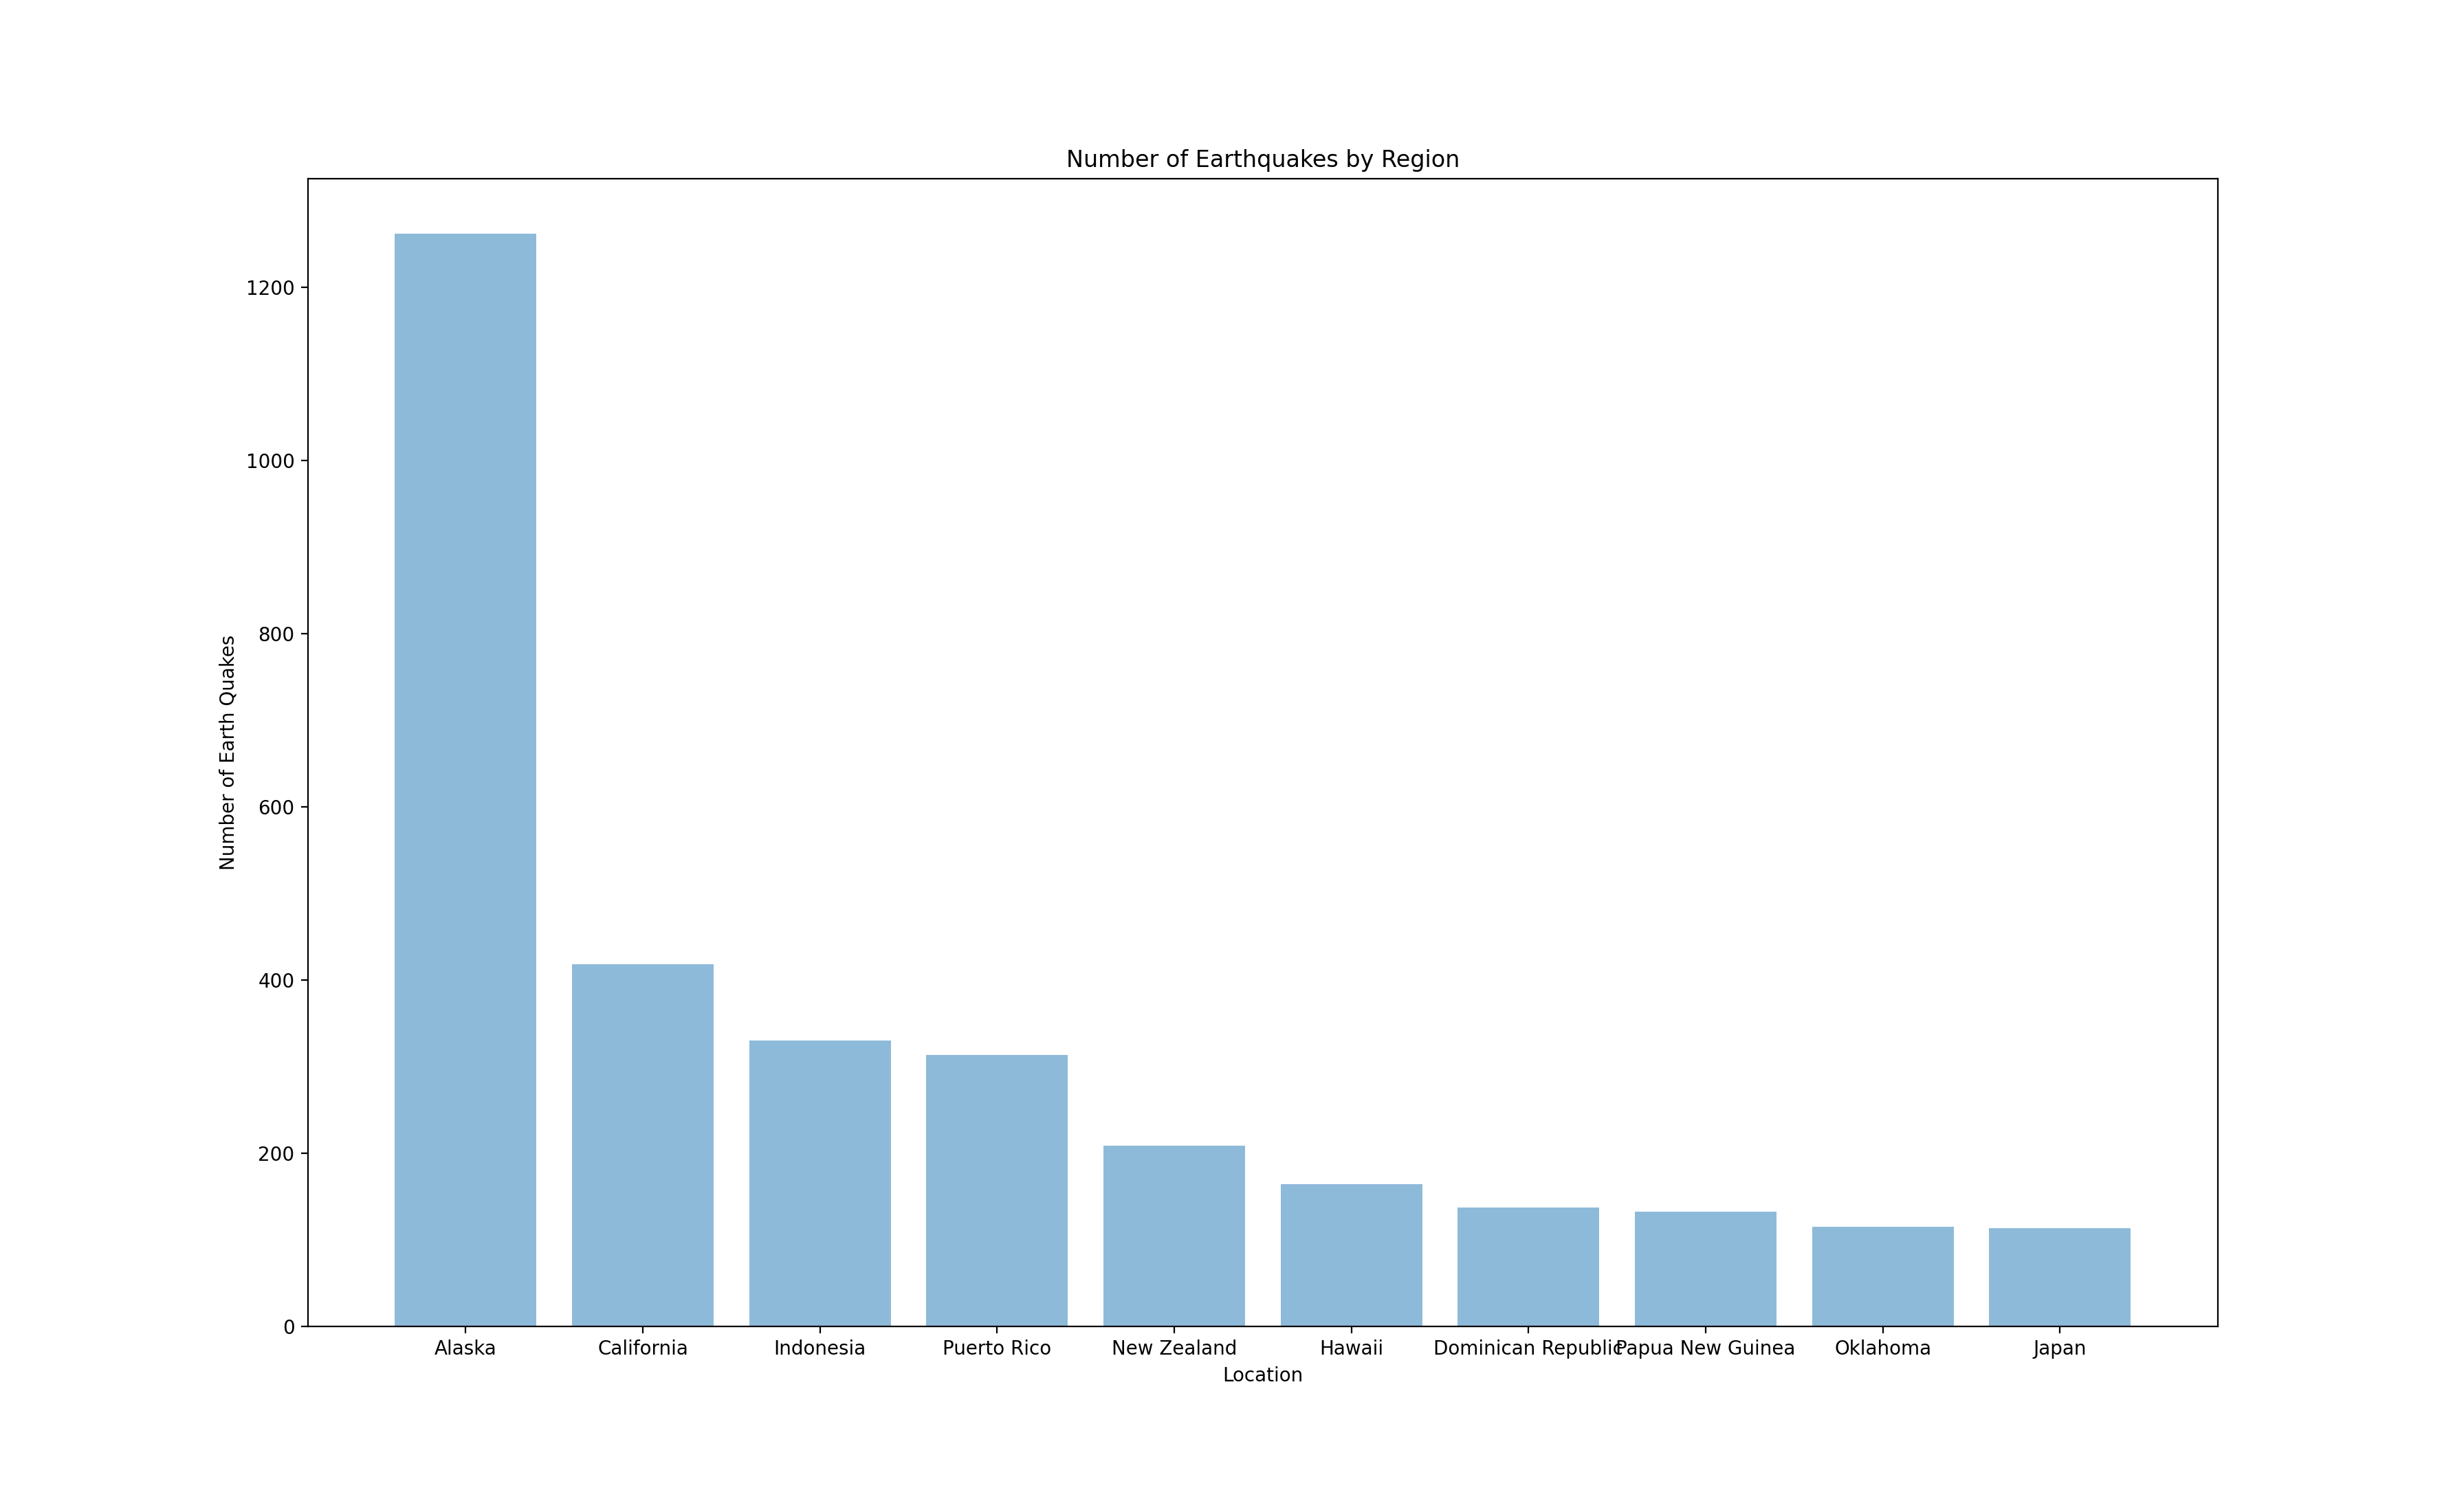 Number of Earthquakes by Region
Number of Earth Quakes
1200
1000
800
600
400
200
0
Alaska California Indonesia Puerto Rico New Zealand Hawaii Dominican Republic Papua New Guinea Oklahoma Japan
Location